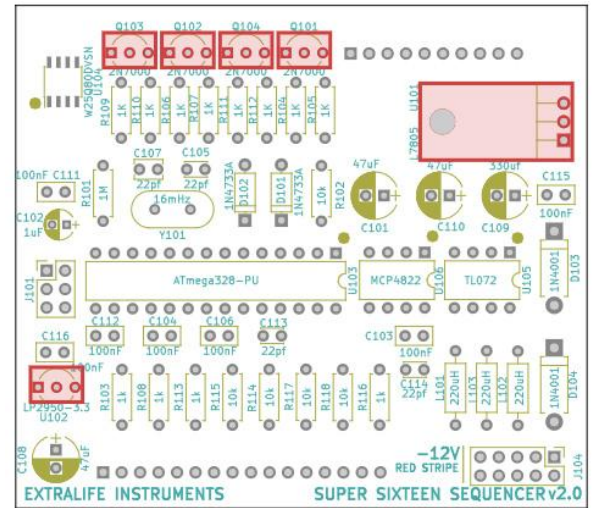 Q103 Q102 Q104 Q101
2N7000 2N7000 2N7000 2N7000
W25Q80DVSN
U104
R109 1K
R110 1K
R106 1K
R107 1K
R111 1K
R112 1K
R104 1K
R105 1K
U101
L7805
100nF C111
C102
1uF
R101 1M
C107
22pf
C105
22pf
16mHz
Y101
1N4733A
D102
D101
1N4733A
10k R102
47uF
C101
47uF
C110
330uf
C109
C115
100nF
J101
ATmega328-PU
U103
MCP4822
U106
TL072
U105
1N4001
D103
C116
100nF
C112
100nF
C104
100nF
C106
100nF
C113
22pf
C103
100nF
C114
22pf
LP2950-3.3
U102
R103 1k
R108 1k
R113 1k
R115 10k
R114 10k
R117 10k
R118 10k
R116 1k
L101 220uH
L103 220uH
L102 220uH
1N4001
D104
C108
47uF
-12V
RED STRIPE
J104
EXTRALIFE INSTRUMENTS SUPER SIXTEEN SEQUENCER v2.0